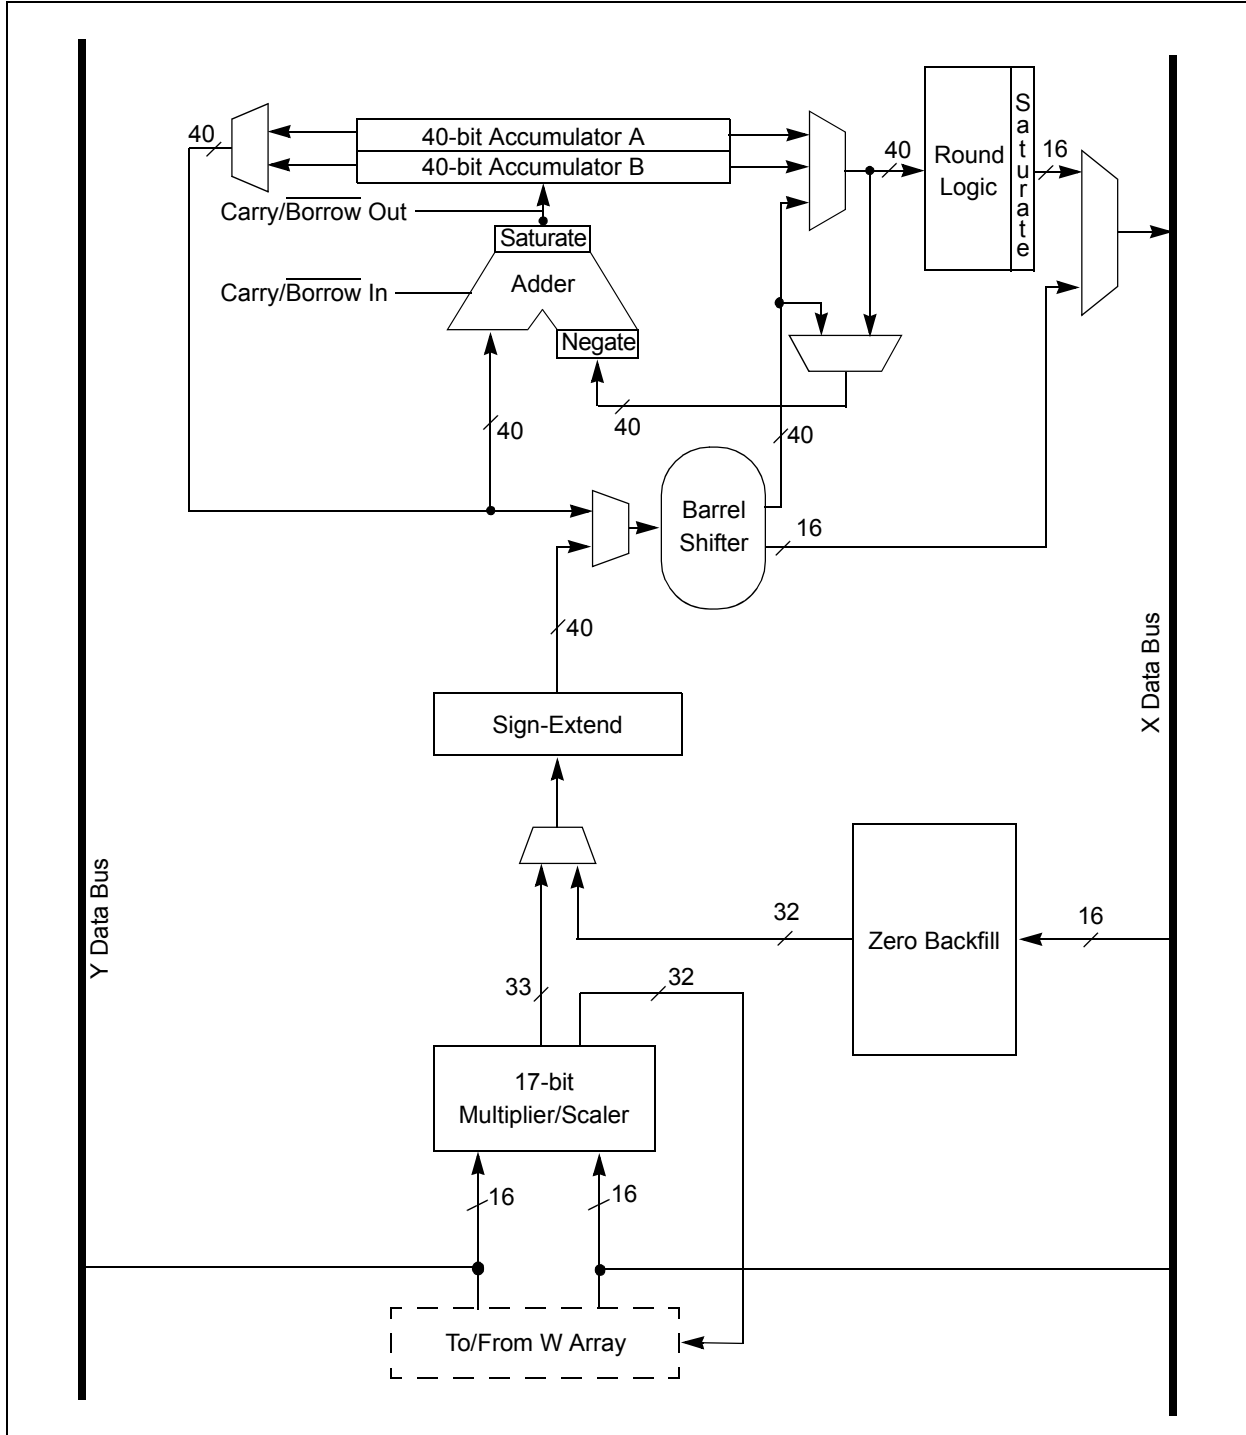 40-bit Accumulator A
40-bit Accumulator B
40
Carry/Borrow Out
Saturate
Carry/Borrow In
Adder
Negate
40
Round
Logic
Saturate
16
40
40
40
Barrel
Shifter
16
40
Sign-Extend
X Data Bus
Y Data Bus
32
Zero Backfill
16
33
32
17-bit
Multiplier/Scaler
16
16
To/From W Array